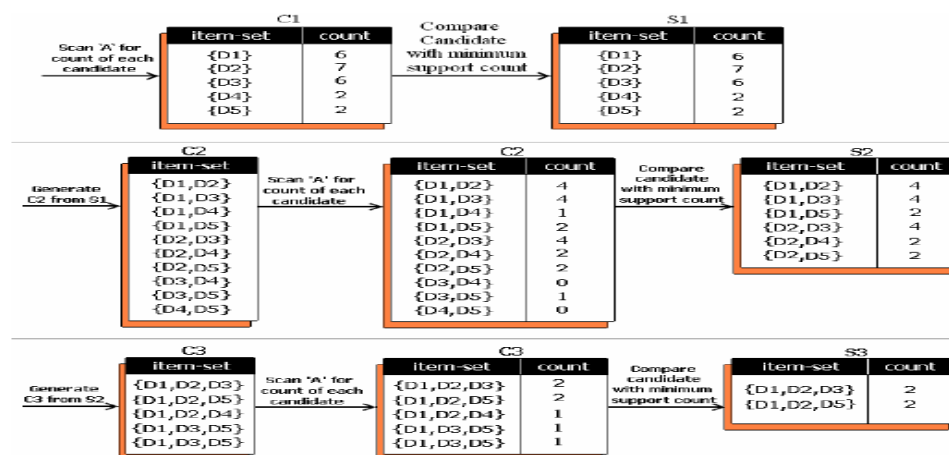 C1
S1
Scan 'A' for
count of each
candidate
item-set count
{D1} 6
{D2} 7
{D3} 6
{D4} 2
{D5} 2
Compare
Candidate
with minimum
support count
item-set count
{D1} 6
{D2} 7
{D3} 6
{D4} 2
{D5} 2
C2
C2
S2
Generate
C2 from S1
item-set
{D1,D2}
{D1,D3}
{D1,D4}
{D1,D5}
{D2,D3}
{D2,D4}
{D2,D5}
{D3,D4}
{D3,D5}
{D4,D5}
Scan 'A' for
count of each
candidate
item-set count
{D1,D2} 4
{D1,D3} 4
{D1,D4} 1
{D1,D5} 2
{D2,D3} 4
{D2,D4} 2
{D2,D5} 2
{D3,D4} 0
{D3,D5} 1
{D4,D5} 0
Compare
candidate
with minimum
support count
item-set count
{D1,D2} 4
{D1,D3} 4
{D1,D5} 2
{D2,D3} 4
{D2,D4} 2
{D2,D5} 2
C3
C3
S3
Generate
C3 from S2
item-set
{D1,D2,D3}
{D1,D2,D5}
{D1,D2,D4}
{D1,D3,D5}
{D1,D3,D5}
Scan 'A' for
count of each
candidate
item-set count
{D1,D2,D3} 2
{D1,D2,D5} 2
{D1,D2,D4} 1
{D1,D3,D5} 1
{D1,D3,D5} 1
Compare
candidate
with minimum
support count
item-set count
{D1,D2,D3} 2
{D1,D2,D5} 2